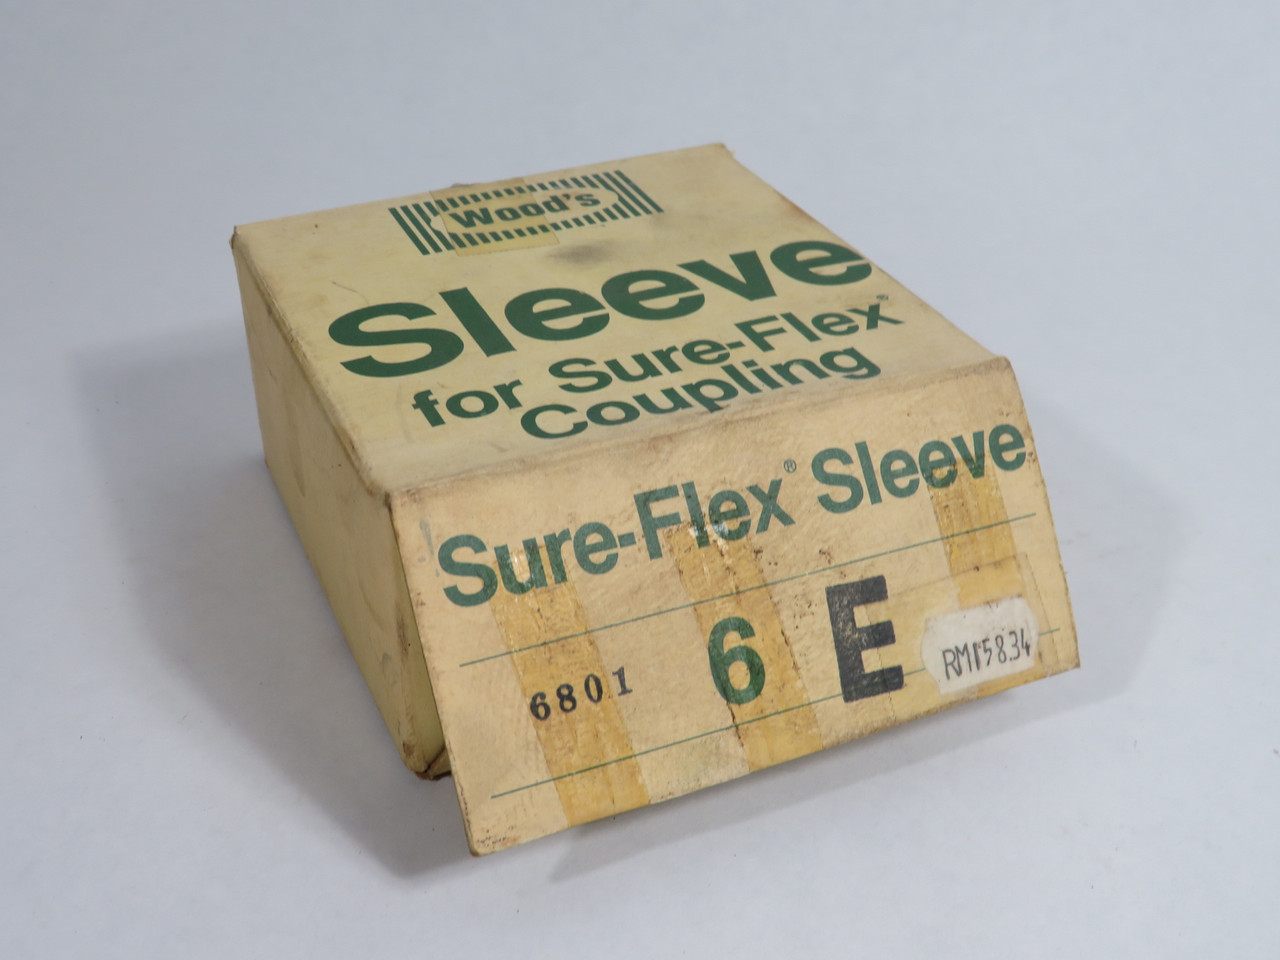 Wood's
Sleeve
for Sure-Flex®
Coupling
Sure-Flex® Sleeve
6801 6 E
RM158.34